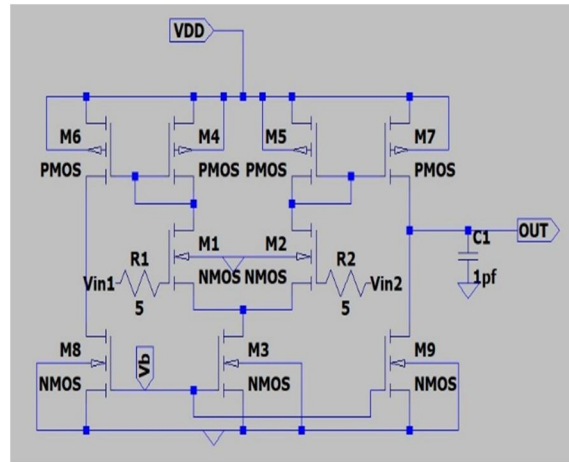 VDD
M6 M4 M5 M7
PMOS PMOS PMOS PMOS
OUT
C1
M1 M2
R1 R2
1pf
Vin1 NMOS NMOS Vin2
5 5
M8 Vb M3 M9
NMOS NMOS NMOS